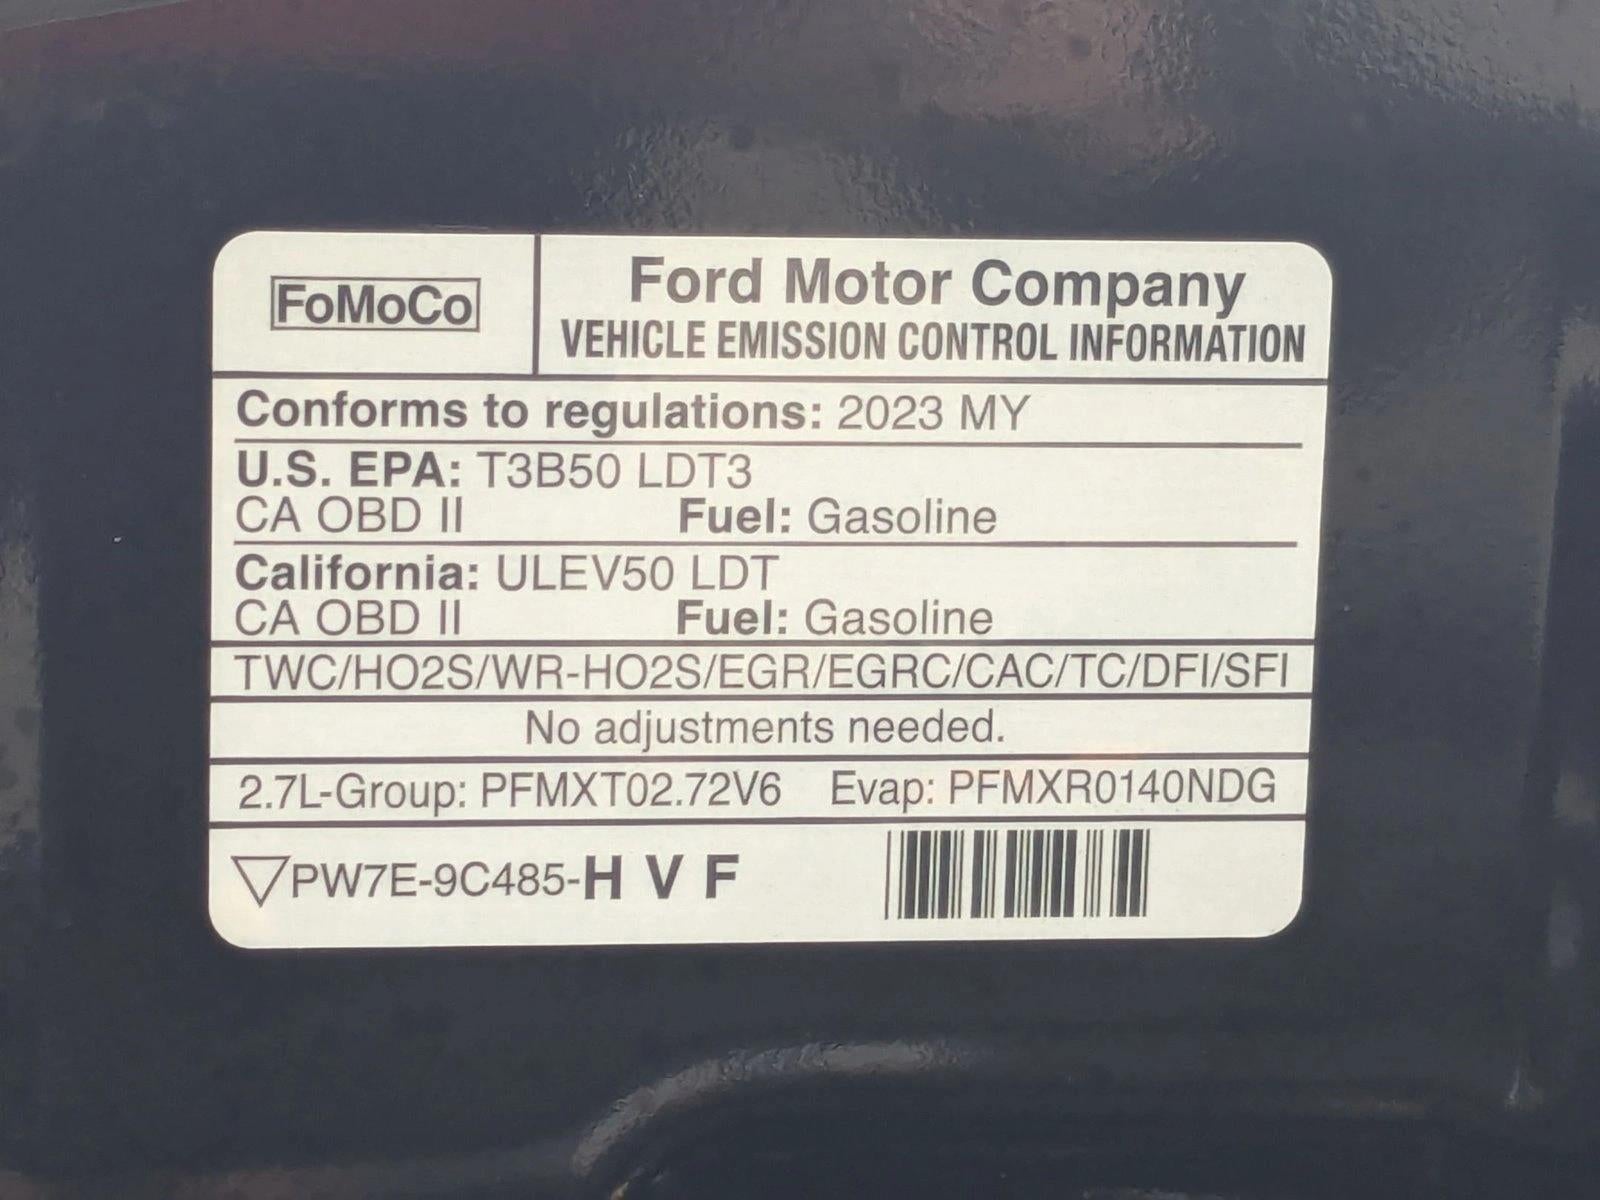 FoMoCo
Ford Motor Company
VEHICLE EMISSION CONTROL INFORMATION
Conforms to regulations: 2023 MY
U.S. EPA: T3B50 LDT3
CA OBD II Fuel: Gasoline
California: ULEV50 LDT
CA OBD II Fuel: Gasoline
TWC/HO2S/WR-HO2S/EGR/EGRC/CAC/TC/DFI/SFI
No adjustments needed.
2.7L-Group: PFMXT02.72V6 Evap: PFMXR0140NDG
PW7E-9C485-H V F